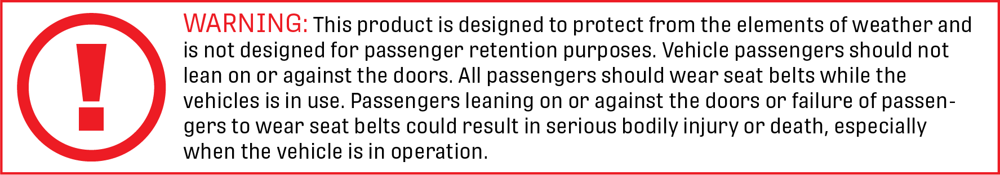 WARNING: This product is designed to protect from the elements of weather and
is not designed for passenger retention purposes. Vehicle passengers should not
lean on or against the doors. All passengers should wear seat belts while the
vehicles is in use. Passengers leaning on or against the doors or failure of passen-
gers to wear seat belts could result in serious bodily injury or death, especially
when the vehicle is in operation.